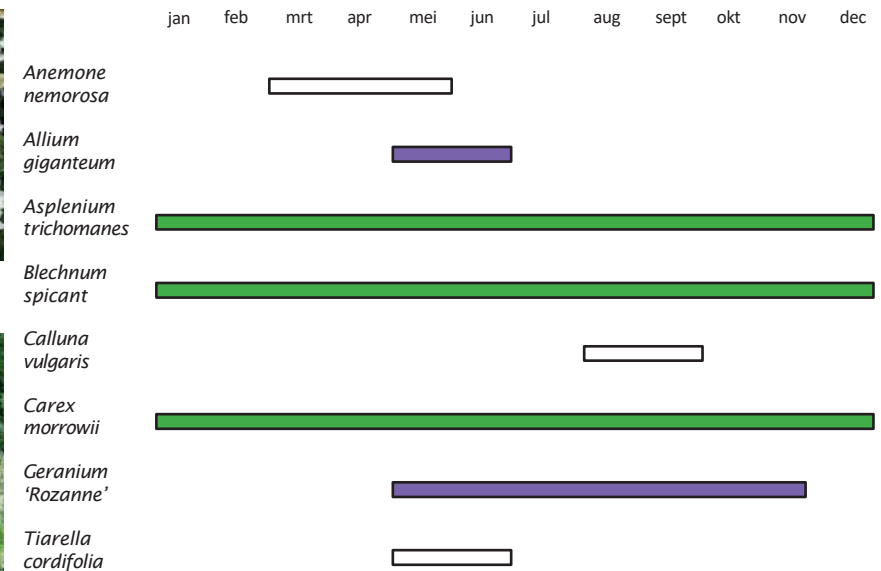 jan feb mrt apr mei jun jul aug sept okt nov dec
Anemone
nemorosa
Allium
giganteum
Asplenium
trichomanes
Blechnum
spicant
Calluna
vulgaris
Carex
morrowii
Geranium
‘Rozanne’
Tiarella
cordifolia